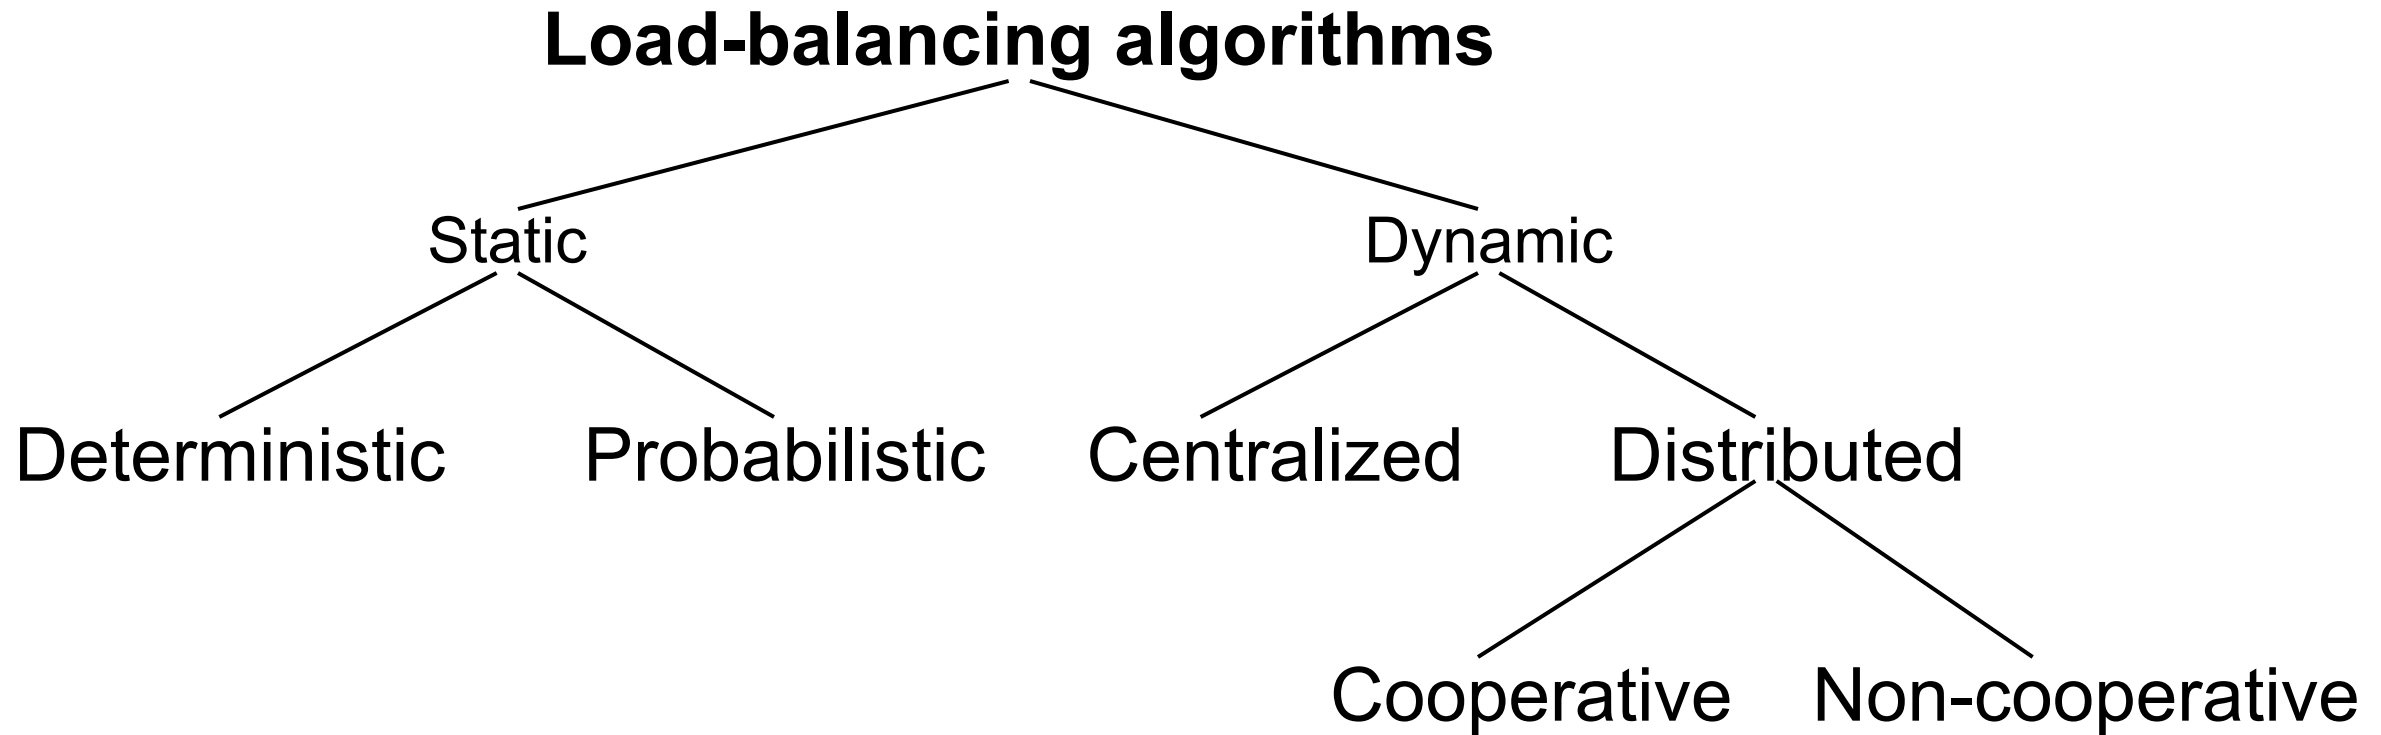 Load-balancing algorithms
Static
Dynamic
Deterministic
Probabilistic
Centralized
Distributed
Cooperative
Non-cooperative